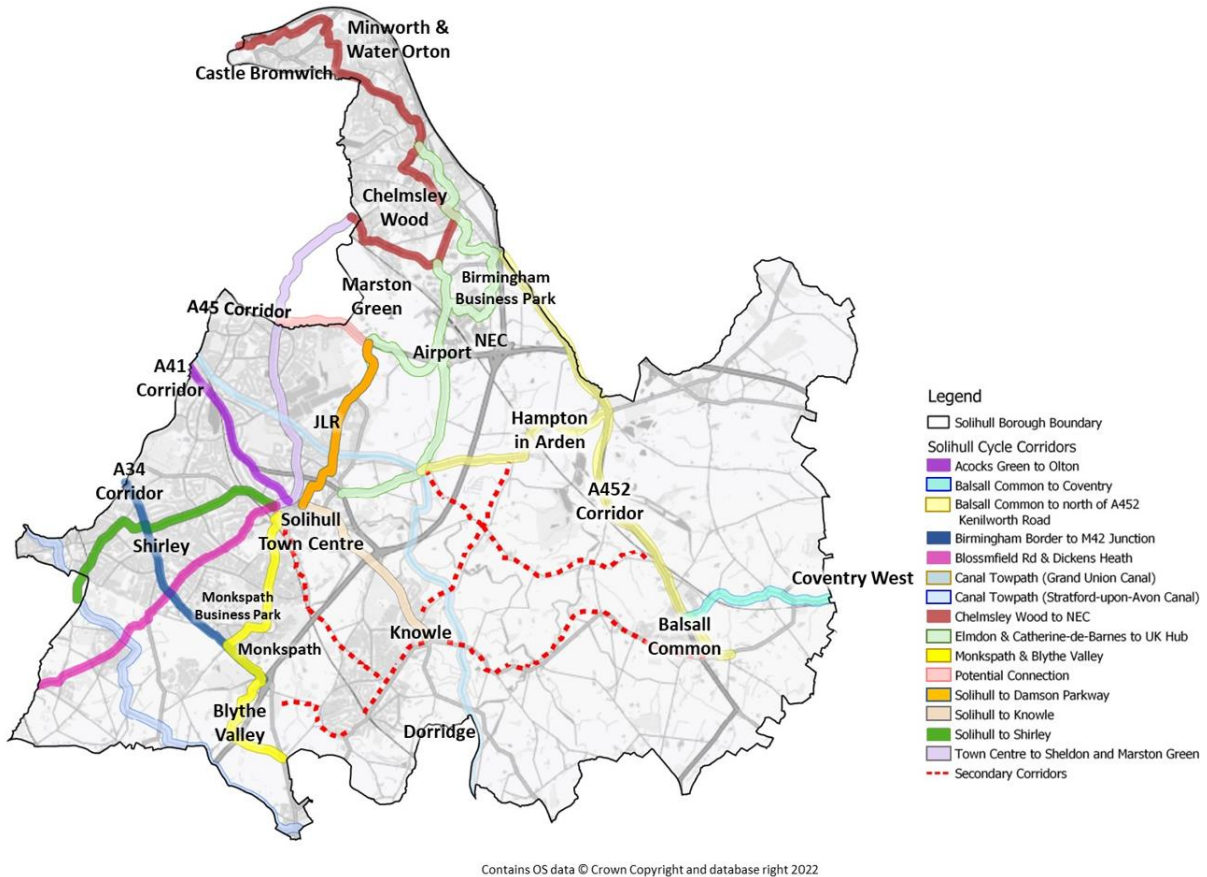 Minworth &
Water Orton
Castle Bromwich
Chelmsley
Wood
Marston
Green
Birmingham
Business Park
A45 Corridor
NEC
Airport
A41
Corridor
JLR
Hampton
in Arden
A34
Corridor
A452
Corridor
Solihull
Town Centre
Shirley
Coventry West
Monkspath
Business Park
Knowle
Balsall
Common
Monkspath
Blythe
Valley
Dorridge
Legend
Solihull Borough Boundary
Solihull Cycle Corridors
Acocks Green to Olton
Balsall Common to Coventry
Balsall Common to north of A452
Kenilworth Road
Birmingham Border to M42 Junction
Blossmfield Rd & Dickens Heath
Canal Towpath (Grand Union Canal)
Canal Towpath (Stratford-upon-Avon Canal)
Chelmsley Wood to NEC
Elmdon & Catherine-de-Barnes to UK Hub
Monkspath & Blythe Valley
Potential Connection
Solihull to Damson Parkway
Solihull to Knowle
Solihull to Shirley
Town Centre to Sheldon and Marston Green
Secondary Corridors
Contains OS data © Crown Copyright and database right 2022